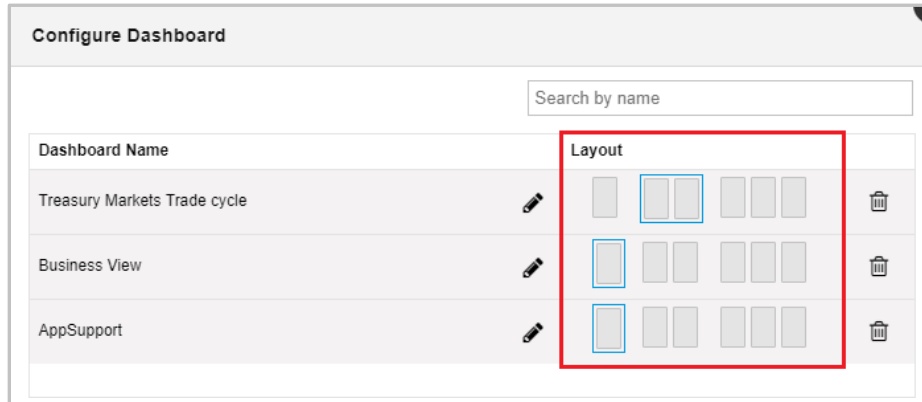 Configure Dashboard
Search by name
Dashboard Name Layout
Treasury Markets Trade cycle
Business View
AppSupport